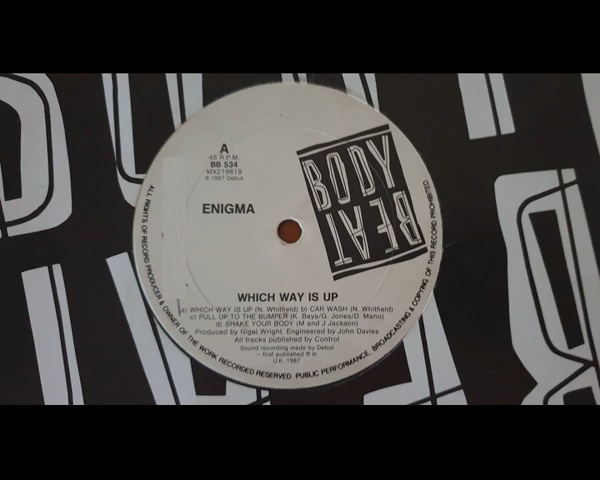 A
45 R.P.M.
BB 534
MX219619
℗ 1987 Debut
BODY
BEAT
ENIGMA
WHICH WAY IS UP
a) WHICH WAY IS UP (N. Whitfield) b) CAR WASH (N. Whitfield)
c) PULL UP TO THE BUMPER (K. Baya/G. Jones/D. Mano)
d) SHAKE YOUR BODY (M and J Jackson)
Produced by Nigel Wright. Engineered by John Davies
All tracks published by Control
Sound recording made by Debut
– first published ℗ in
U.K. 1987
ALL RIGHTS OF RECORD PRODUCER & OWNER OF THE WORK RECORDED RESERVED. PUBLIC PERFORMANCE, BROADCASTING & COPYING OF THIS RECORD PROHIBITED